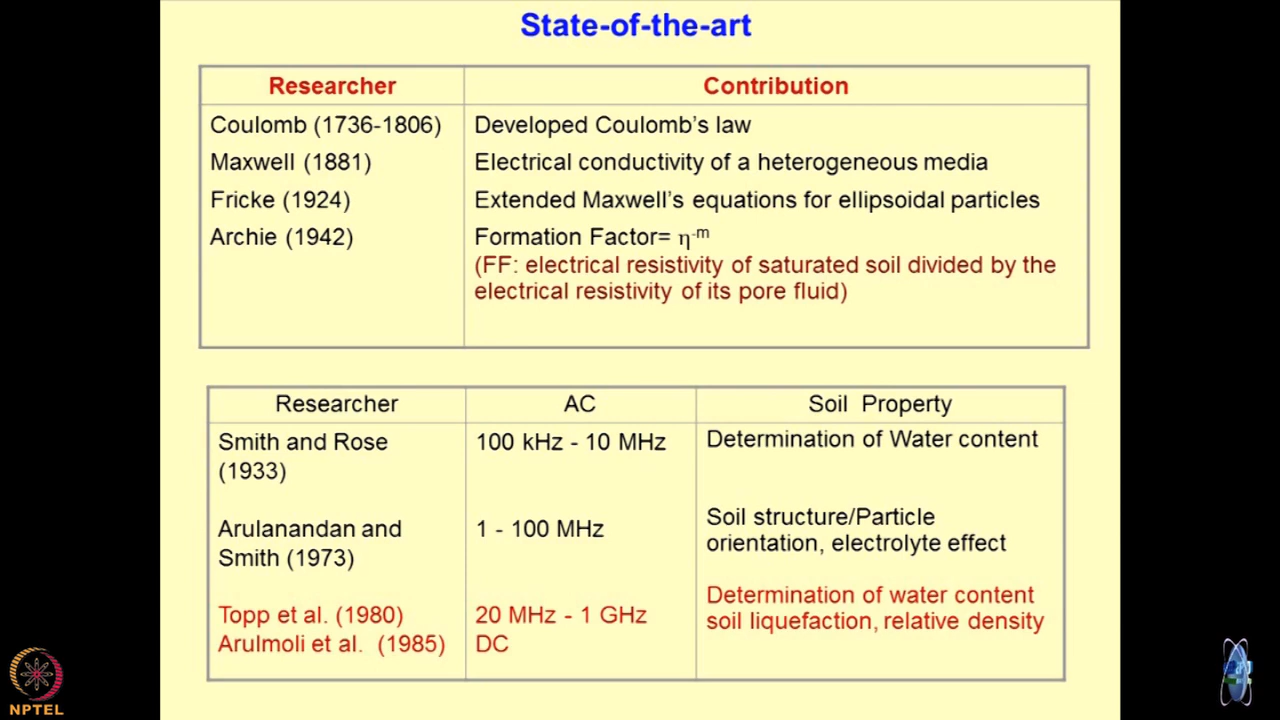 State-of-the-art
Researcher Contribution
Coulomb (1736-1806) Developed Coulomb's law
Maxwell (1881) Electrical conductivity of a heterogeneous media
Fricke (1924) Extended Maxwell's equations for ellipsoidal particles
Archie (1942) Formation Factor= η⁻ᵐ
(FF: electrical resistivity of saturated soil divided by the
electrical resistivity of its pore fluid)
Researcher AC Soil Property
Smith and Rose 100 kHz - 10 MHz Determination of Water content
(1933)
Arulanandan and 1 - 100 MHz Soil structure/Particle
Smith (1973) orientation, electrolyte effect
Topp et al. (1980) 20 MHz - 1 GHz Determination of water content
Arulmoli et al. (1985) DC soil liquefaction, relative density
NPTEL